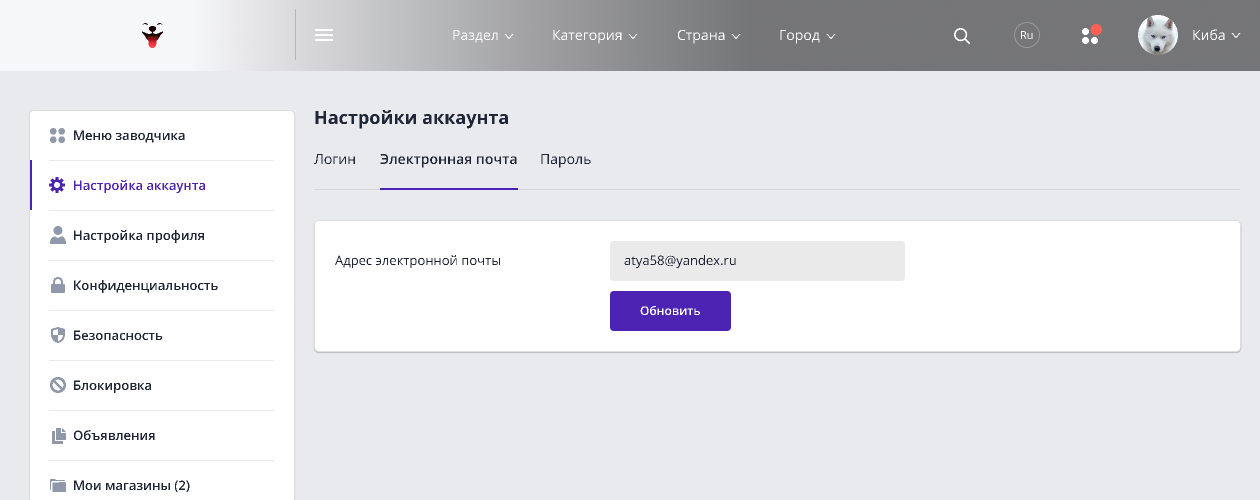 Раздел Категория Страна Город Ru Киба
Меню заводчика
Настройка аккаунта
Настройка профиля
Конфиденциальность
Безопасность
Блокировка
Объявления
Мои магазины (2)
Настройки аккаунта
Логин Электронная почта Пароль
Адрес электронной почты atya58@yandex.ru
Обновить